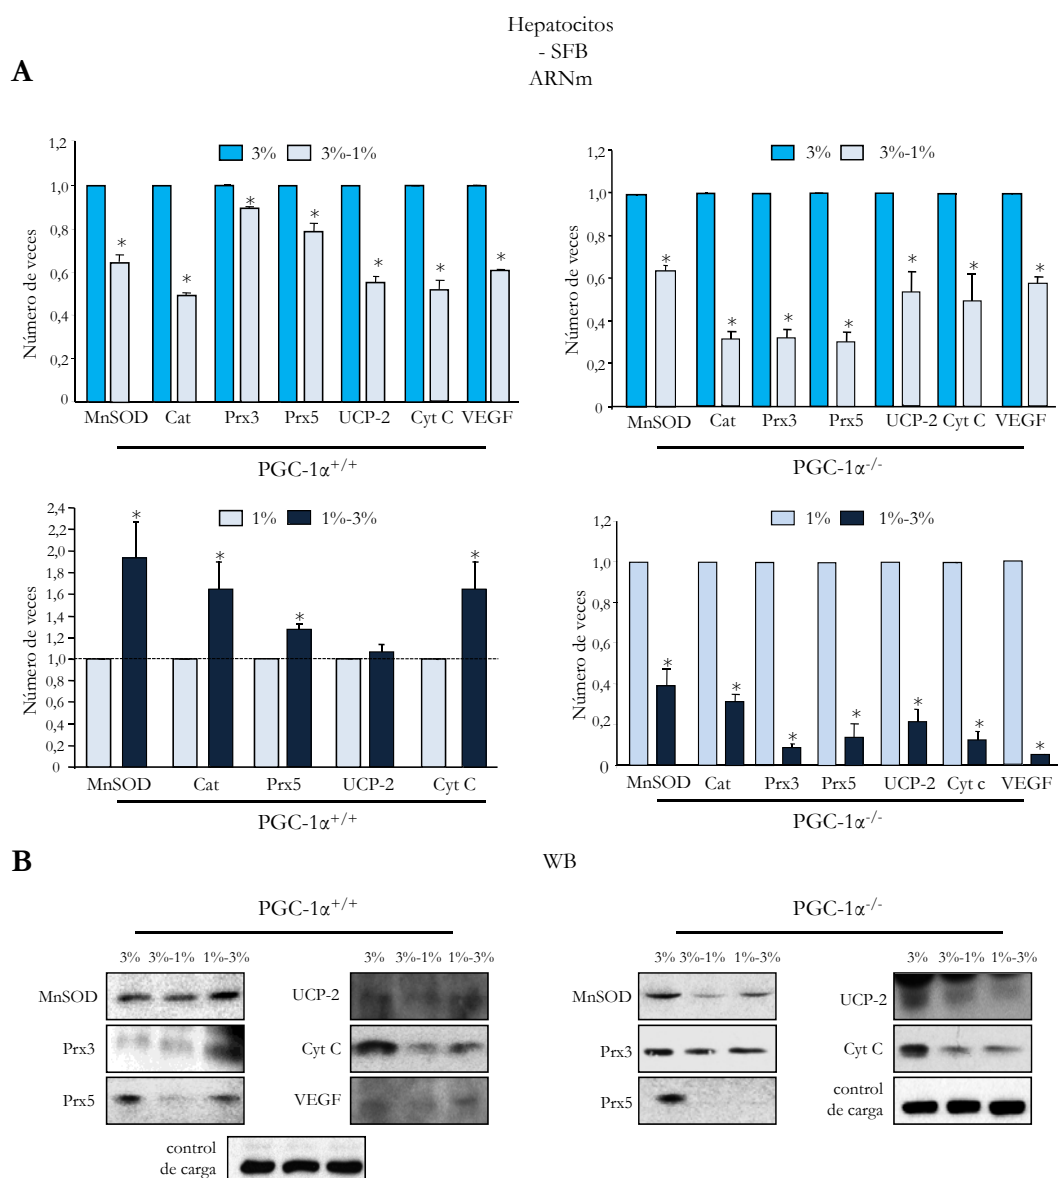 Hepatocitos
- SFB
ARNm
A
1,2
1,0
0,8
0,6
0,4
0,2
0
Número de veces
3% 3%-1%
* * * * * * *
MnSOD Cat Prx3 Prx5 UCP-2 Cyt C VEGF
PGC-1α+/+
1,2
1,0
0,8
0,6
0,4
0,2
0
Número de veces
3% 3%-1%
* * * * * * *
MnSOD Cat Prx3 Prx5 UCP-2 Cyt C VEGF
PGC-1α-/-
2,4
2,2
2,0
1,8
1,6
1,4
1,2
1,0
0,8
0,6
0,4
0,2
0
Número de veces
1% 1%-3%
* * * *
MnSOD Cat Prx5 UCP-2 Cyt C
PGC-1α+/+
1,2
1,0
0,8
0,6
0,4
0,2
0
Número de veces
1% 1%-3%
* * * * * * *
MnSOD Cat Prx3 Prx5 UCP-2 Cyt c VEGF
PGC-1α-/-
B
WB
PGC-1α+/+
3% 3%-1% 1%-3%
MnSOD
Prx3
Prx5
3% 3%-1% 1%-3%
UCP-2
Cyt C
VEGF
control
de carga
PGC-1α-/-
3% 3%-1% 1%-3%
MnSOD
Prx3
Prx5
3% 3%-1% 1%-3%
UCP-2
Cyt C
control
de carga